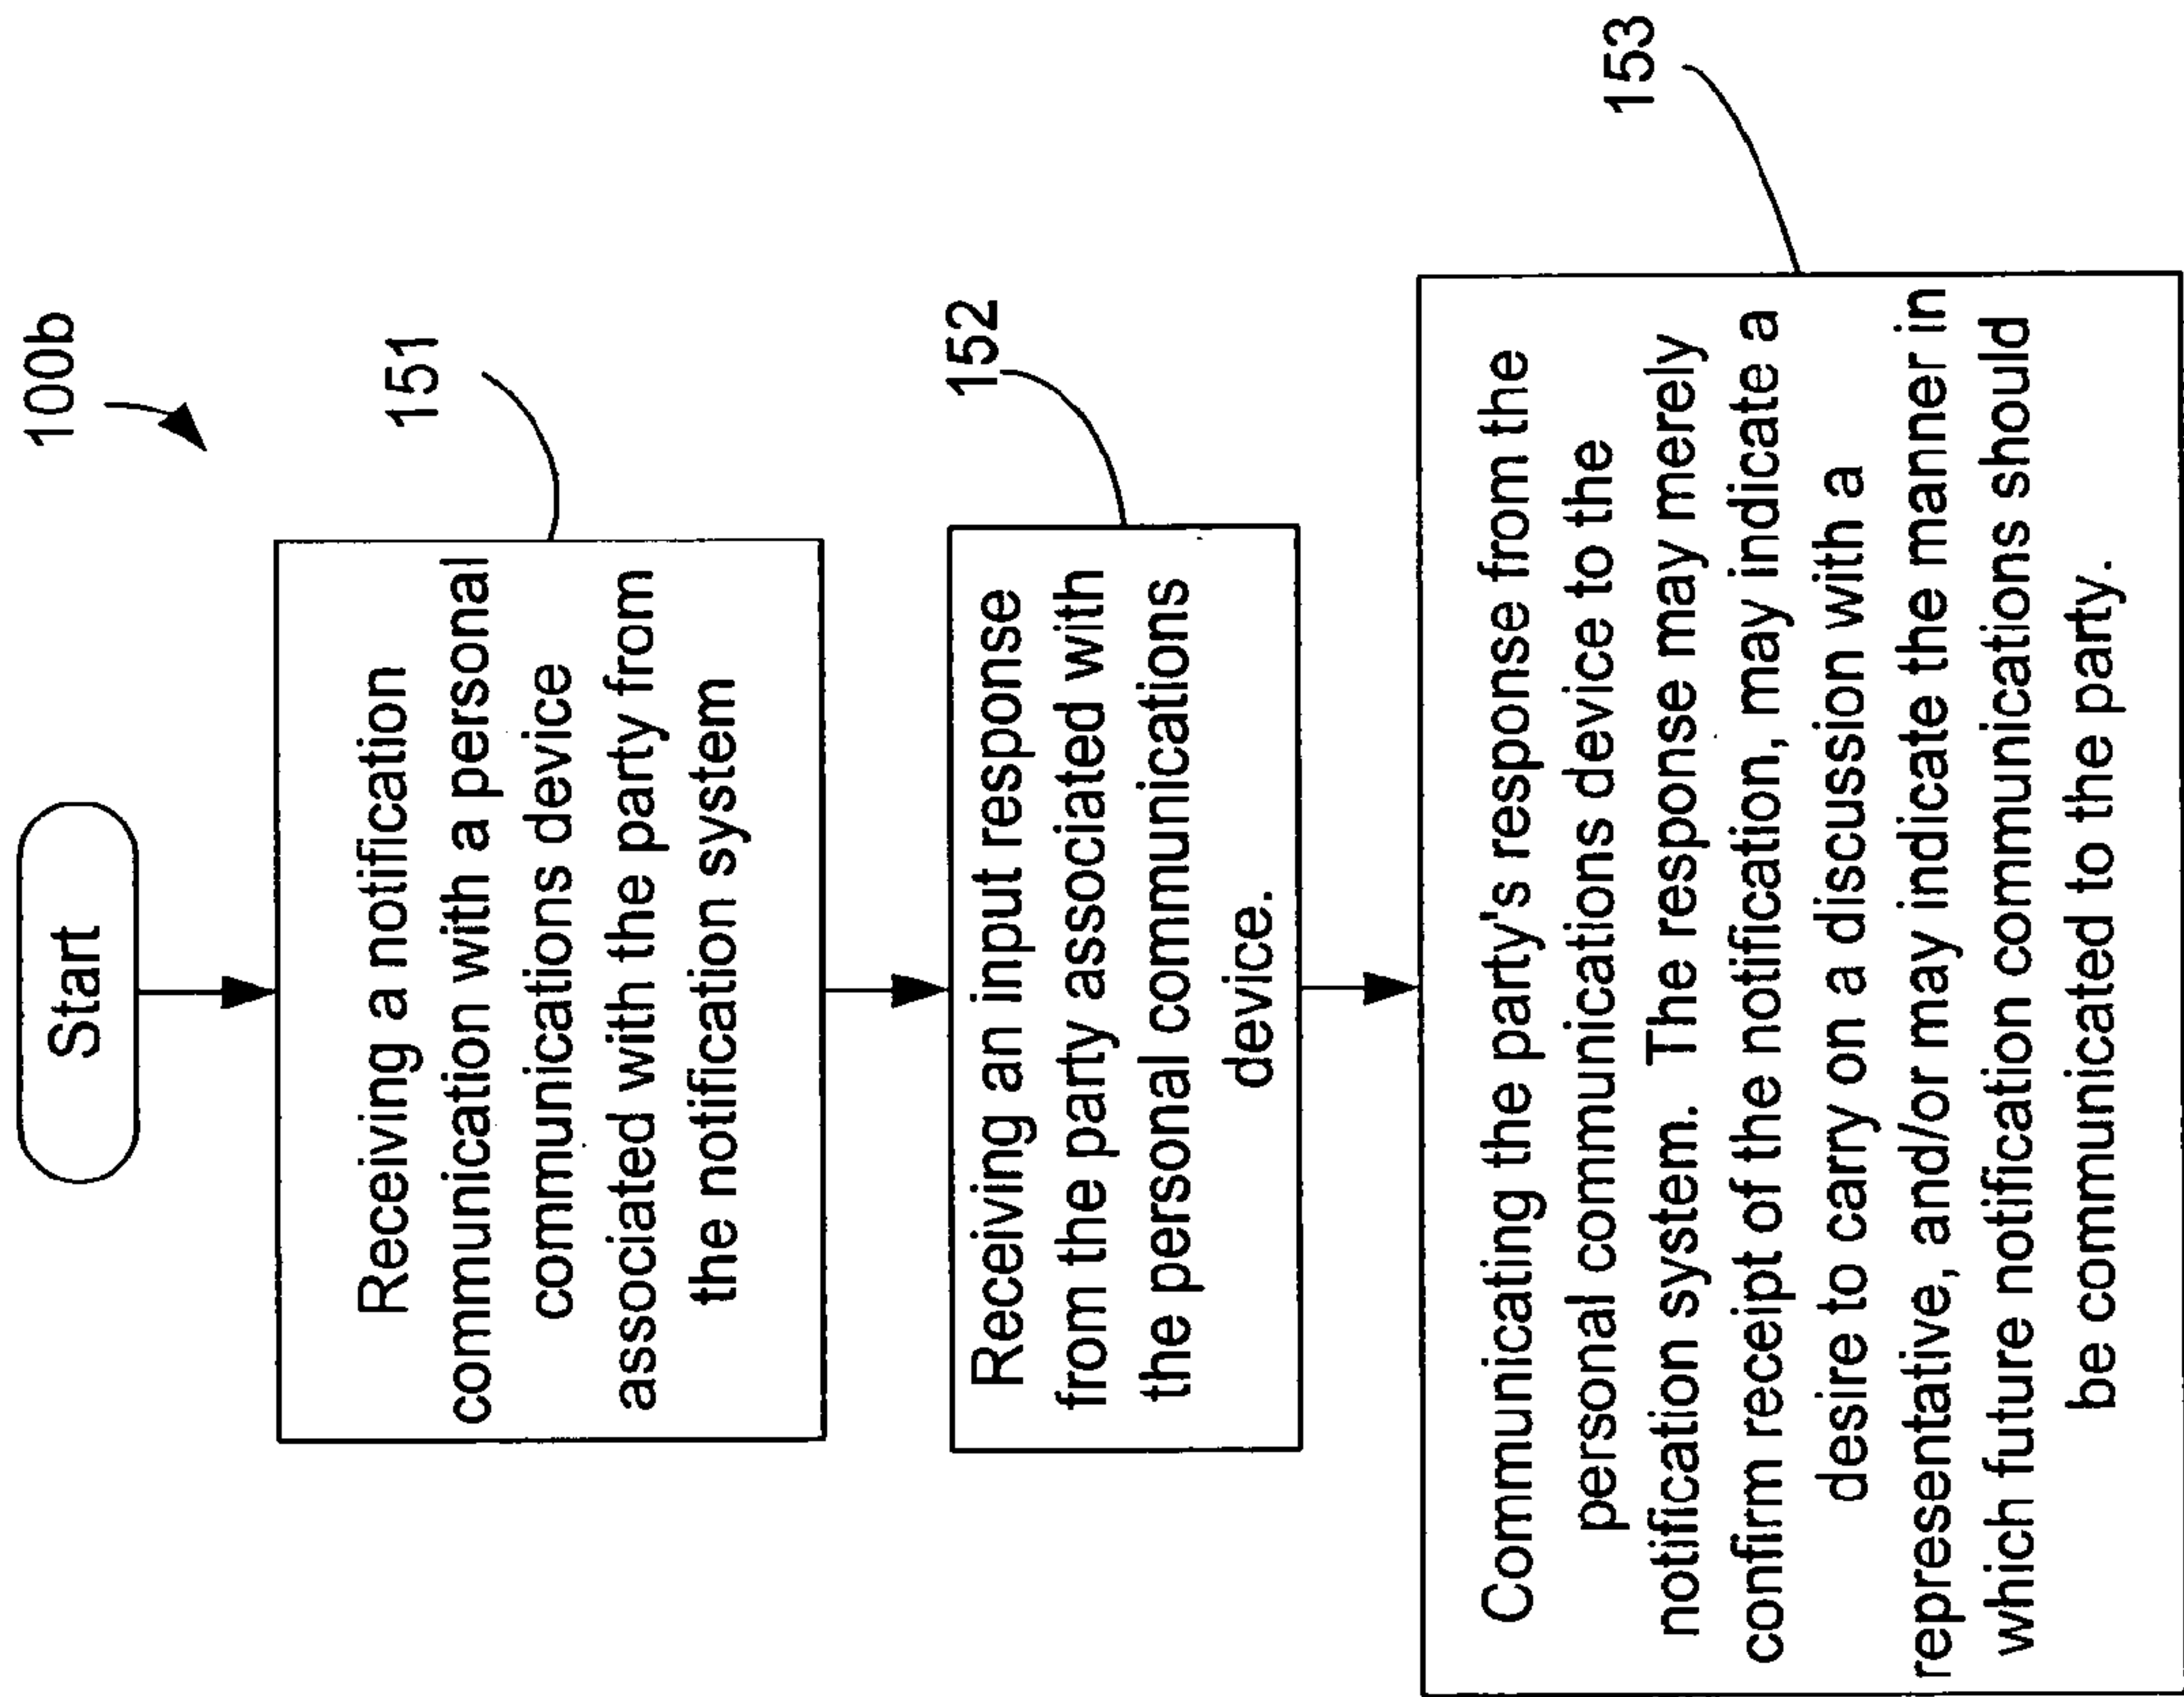 100b
Start
151
Receiving a notification
communication with a personal
communications device
associated with the party from
the notification system
152
Receiving an input response
from the party associated with
the personal communications
device.
153
Communicating the party's response from the
personal communications device to the
notification system.  The response may merely
confirm receipt of the notification, may indicate a
desire to carry on a discussion with a
representative, and/or may indicate the manner in
which future notification communications should
be communicated to the party.